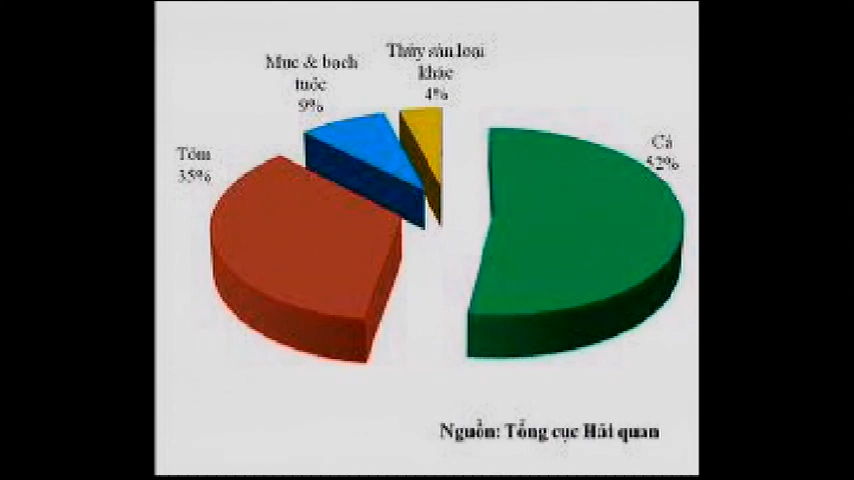 Thủy sản loại
khác
4%
Mực & bạch
tuộc
9%
Cá
52%
Tôm
35%
Nguồn: Tổng cục Hải quan